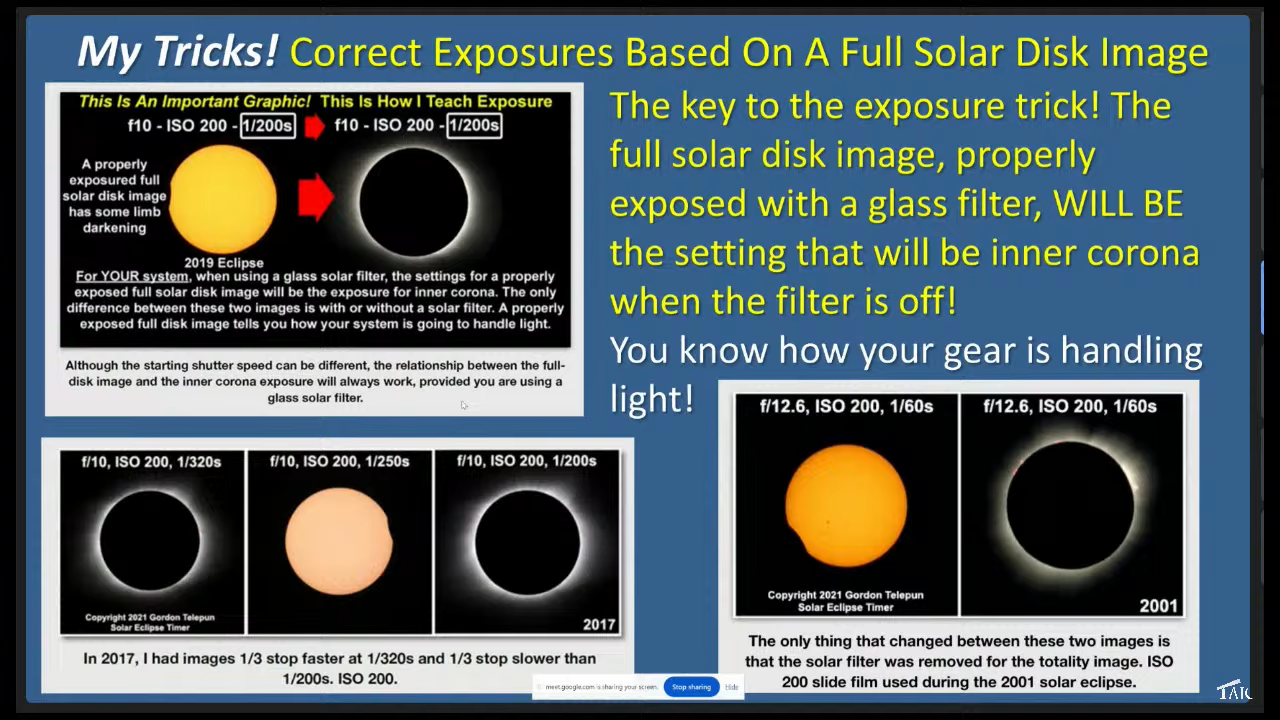 My Tricks! Correct Exposures Based On A Full Solar Disk Image
This Is An Important Graphic! This Is How I Teach Exposure
f10 - ISO 200 - 1/200s
f10 - ISO 200 - 1/200s
A properly
exposured full
solar disk image
has some limb
darkening
2019 Eclipse
For YOUR system, when using a glass solar filter, the settings for a properly
exposed full solar disk image will be the exposure for inner corona. The only
difference between these two images is with or without a solar filter. A properly
exposed full disk image tells you how your system is going to handle light.
Although the starting shutter speed can be different, the relationship between the full-
disk image and the inner corona exposure will always work, provided you are using a
glass solar filter.
The key to the exposure trick! The
full solar disk image, properly
exposed with a glass filter, WILL BE
the setting that will be inner corona
when the filter is off!
You know how your gear is handling
light!
f/10, ISO 200, 1/320s
f/10, ISO 200, 1/250s
f/10, ISO 200, 1/200s
Copyright 2021 Gordon Telepun
Solar Eclipse Timer
2017
In 2017, I had images 1/3 stop faster at 1/320s and 1/3 stop slower than
1/200s. ISO 200.
f/12.6, ISO 200, 1/60s
f/12.6, ISO 200, 1/60s
Copyright 2021 Gordon Telepun
Solar Eclipse Timer
2001
The only thing that changed between these two images is
that the solar filter was removed for the totality image. ISO
200 slide film used during the 2001 solar eclipse.
meet.google.com is sharing your screen.
Stop sharing
Hide